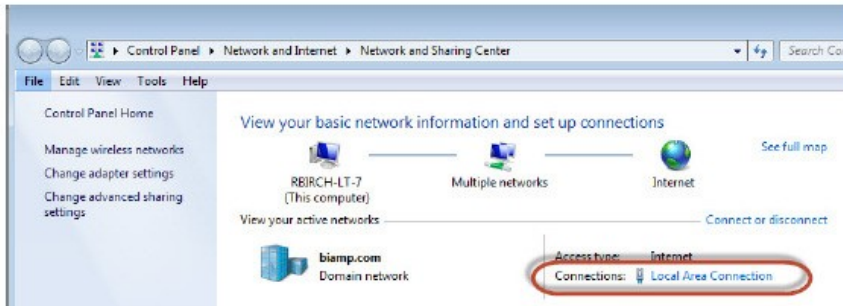 Control Panel ▸ Network and Internet ▸ Network and Sharing Center
Search Co
File Edit View Tools Help
Control Panel Home
Manage wireless networks
Change adapter settings
Change advanced sharing
settings
View your basic network information and set up connections
See full map
RBIRCH-LT-7
(This computer)
Multiple networks
Internet
View your active networks
Connect or disconnect
biamp.com
Domain network
Access type: Internet
Connections: Local Area Connection